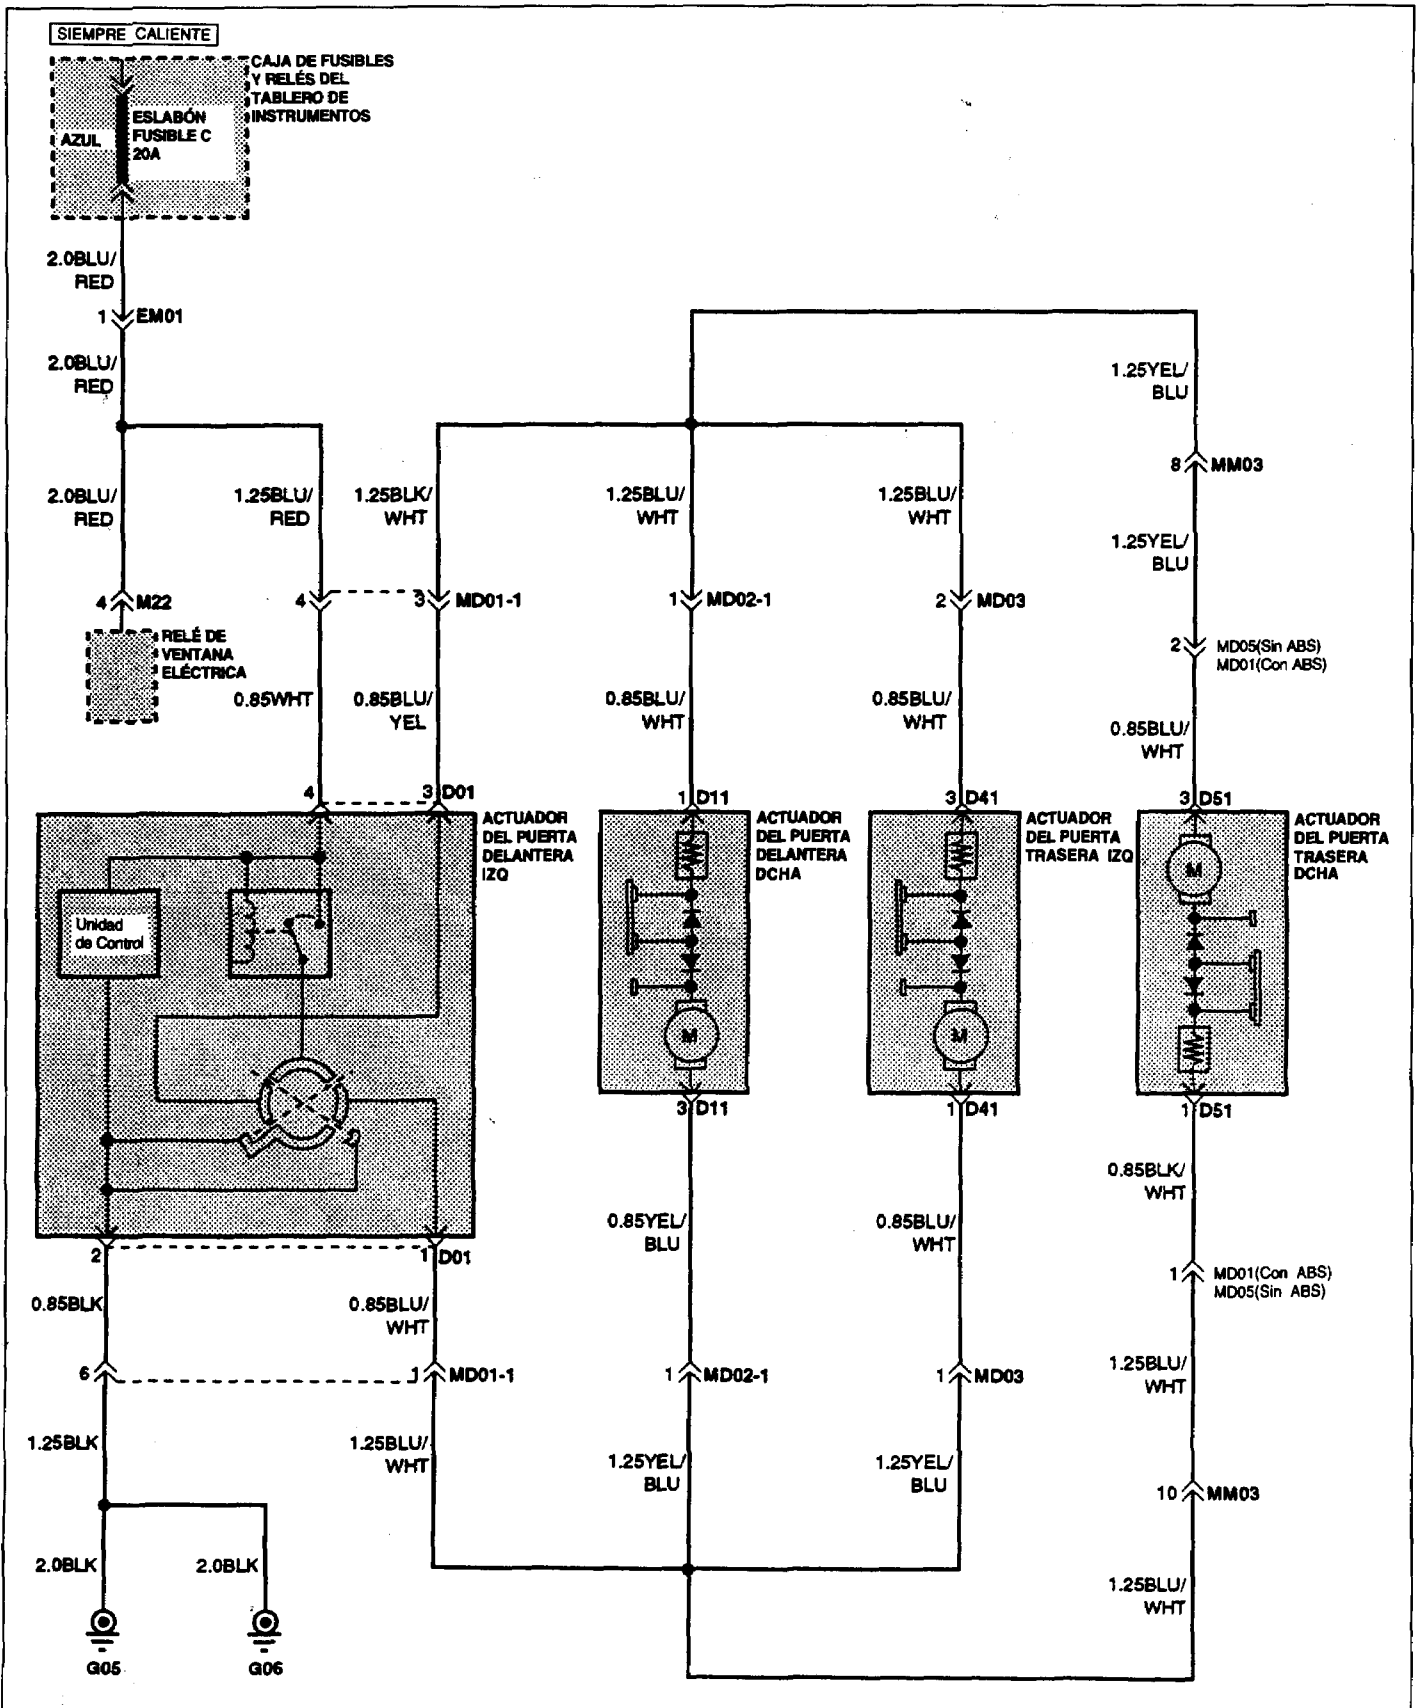 SIEMPRE CALIENTE
CAJA DE FUSIBLES
Y RELÉS DEL
TABLERO DE
INSTRUMENTOS
AZUL
ESLABÓN
FUSIBLE C
20A
2.0BLU/
RED
1
EM01
2.0BLU/
RED
1.25YEL/
BLU
8
MM03
2.0BLU/
RED
1.25BLU/
RED
1.25BLK/
WHT
1.25BLU/
WHT
1.25BLU/
WHT
1.25YEL/
BLU
4
M22
4
3
MD01-1
1
MD02-1
2
MD03
2
MD05(Sin ABS)
MD01(Con ABS)
RELÉ DE
VENTANA
ELÉCTRICA
0.85WHT
0.85BLU/
YEL
0.85BLU/
WHT
0.85BLU/
WHT
0.85BLU/
WHT
4
3
D01
1
D11
3
D41
3
D51
ACTUADOR
DEL PUERTA
DELANTERA
IZQ
ACTUADOR
DEL PUERTA
DELANTERA
DCHA
ACTUADOR
DEL PUERTA
TRASERA IZQ
ACTUADOR
DEL PUERTA
TRASERA
DCHA
Unidad
de Control
M
M
M
3
D11
1
D41
1
D51
0.85BLK/
WHT
0.85YEL/
BLU
0.85BLU/
WHT
2
1
D01
1
MD01(Con ABS)
MD05(Sin ABS)
0.85BLK
0.85BLU/
WHT
6
1
MD01-1
1
MD02-1
1
MD03
1.25BLU/
WHT
1.25BLK
1.25BLU/
WHT
1.25YEL/
BLU
1.25YEL/
BLU
10
MM03
2.0BLK
2.0BLK
1.25BLU/
WHT
G05
G06